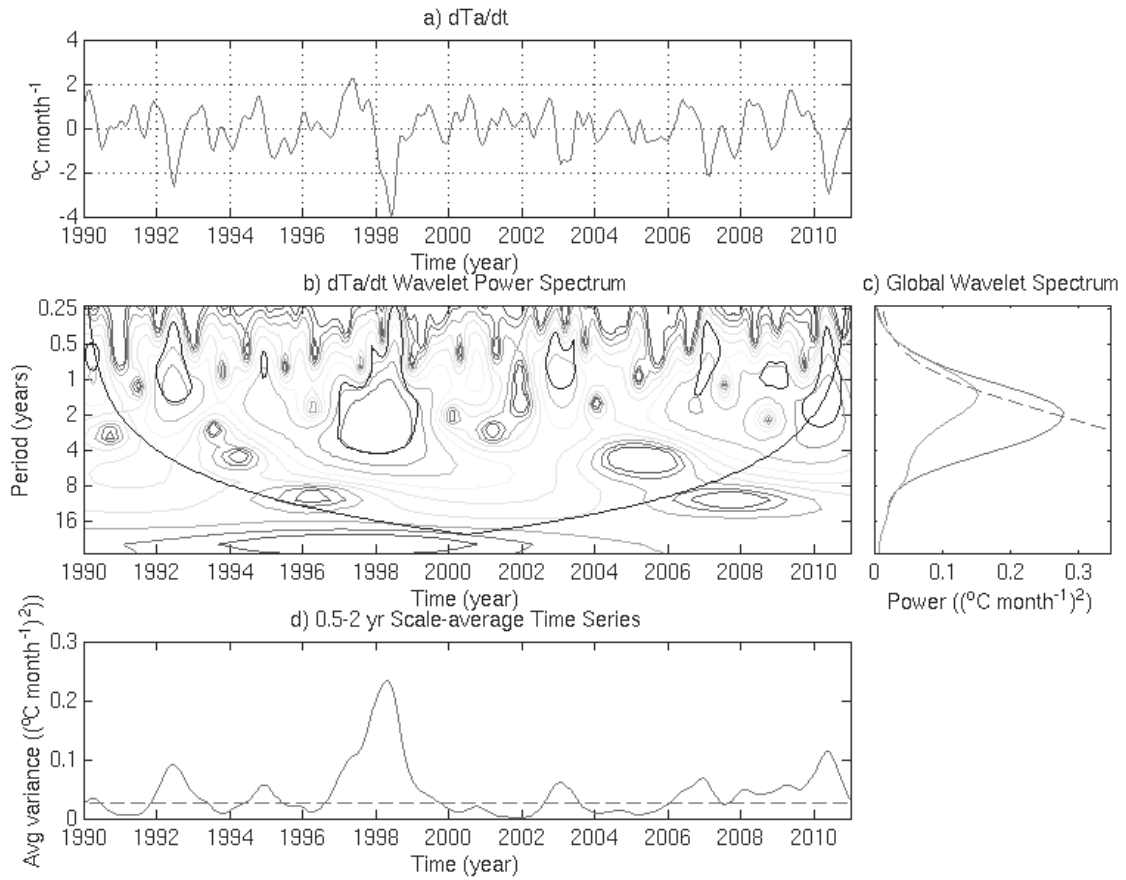 a) dTa/dt
4
2
0
-2
-4
ºC month-1
1990 1992 1994 1996 1998 2000 2002 2004 2006 2008 2010
Time (year)
b) dTa/dt Wavelet Power Spectrum
0.25
0.5
1
2
4
8
16
Period (years)
1990 1992 1994 1996 1998 2000 2002 2004 2006 2008 2010
Time (year)
c) Global Wavelet Spectrum
0 0.1 0.2 0.3
Power ((ºC month-1)2)
d) 0.5-2 yr Scale-average Time Series
0.3
0.2
0.1
0
Avg variance ((ºC month-1)2))
1990 1992 1994 1996 1998 2000 2002 2004 2006 2008 2010
Time (year)